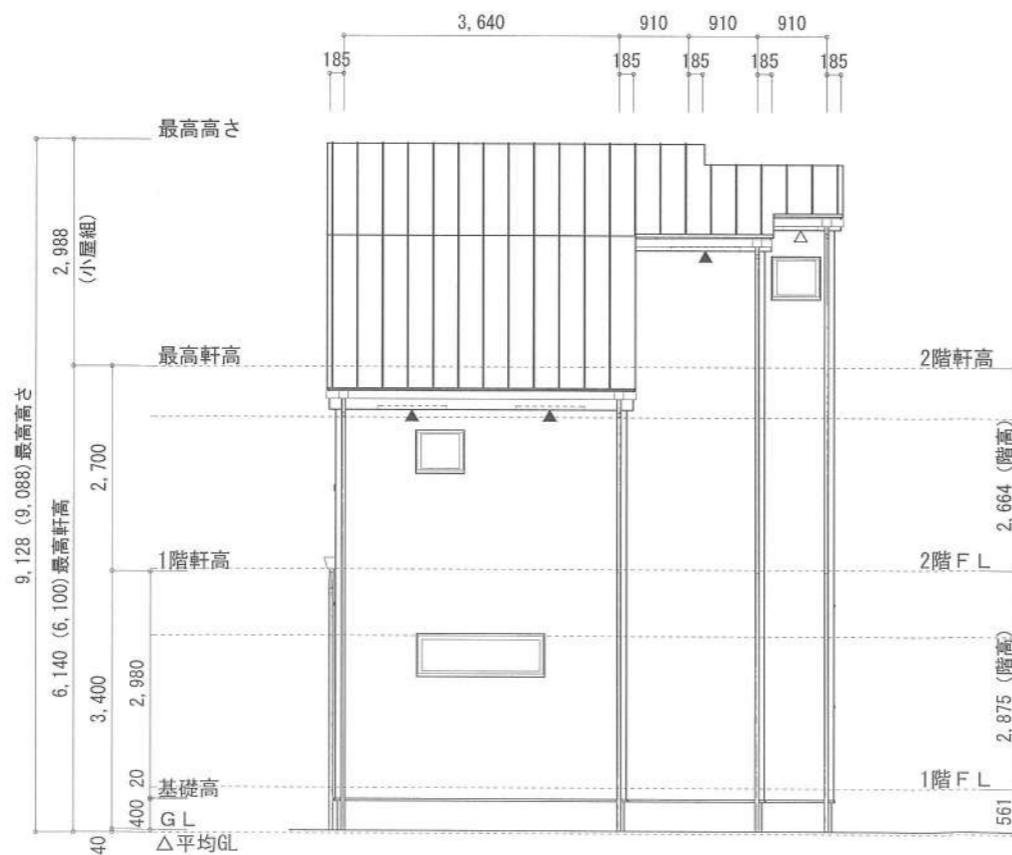 3,640 910 910 910
185 185 185 185 185
最高高さ
2,988
(小屋組)
最高軒高
2階軒高
9,128 (9,088) 最高高さ
6,140 (6,100) 最高軒高
2,700
2,664 (階高)
1階軒高
2階ＦＬ
3,400
2,980
2,875 (階高)
20
基礎高
1階ＦＬ
400
ＧＬ
561
40
△平均GL